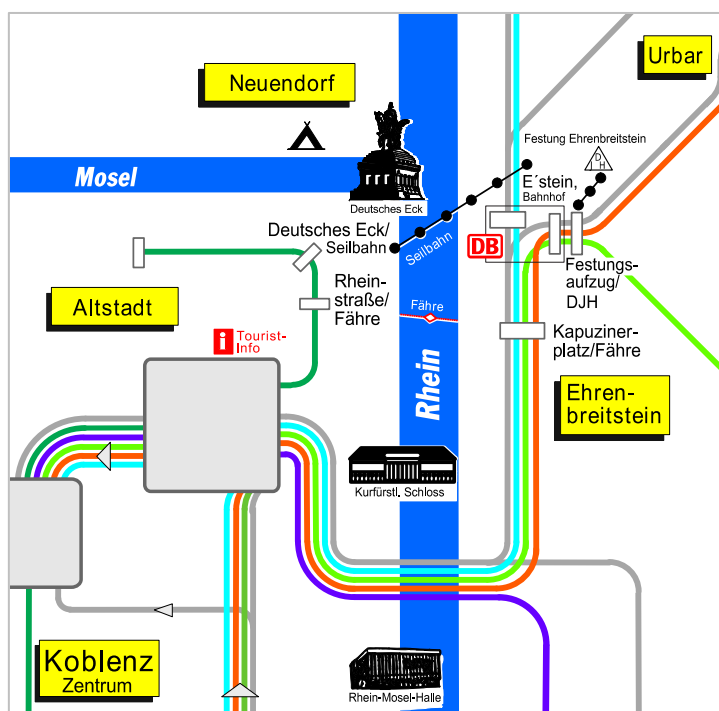 Neuendorf
Urbar
Festung Ehrenbreitstein
D
J H
Mosel
E´stein,
Bahnhof
Deutsches Eck
Deutsches Eck/
Seilbahn
Seilbahn
DB
Festungs-
aufzug/
DJH
Rhein-
straße/
Fähre
Altstadt
Fähre
i Tourist-
Info
Kapuziner-
platz/Fähre
Rhein
Ehren-
breitstein
Kurfürstl. Schloss
Koblenz
Zentrum
Rhein-Mosel-Halle